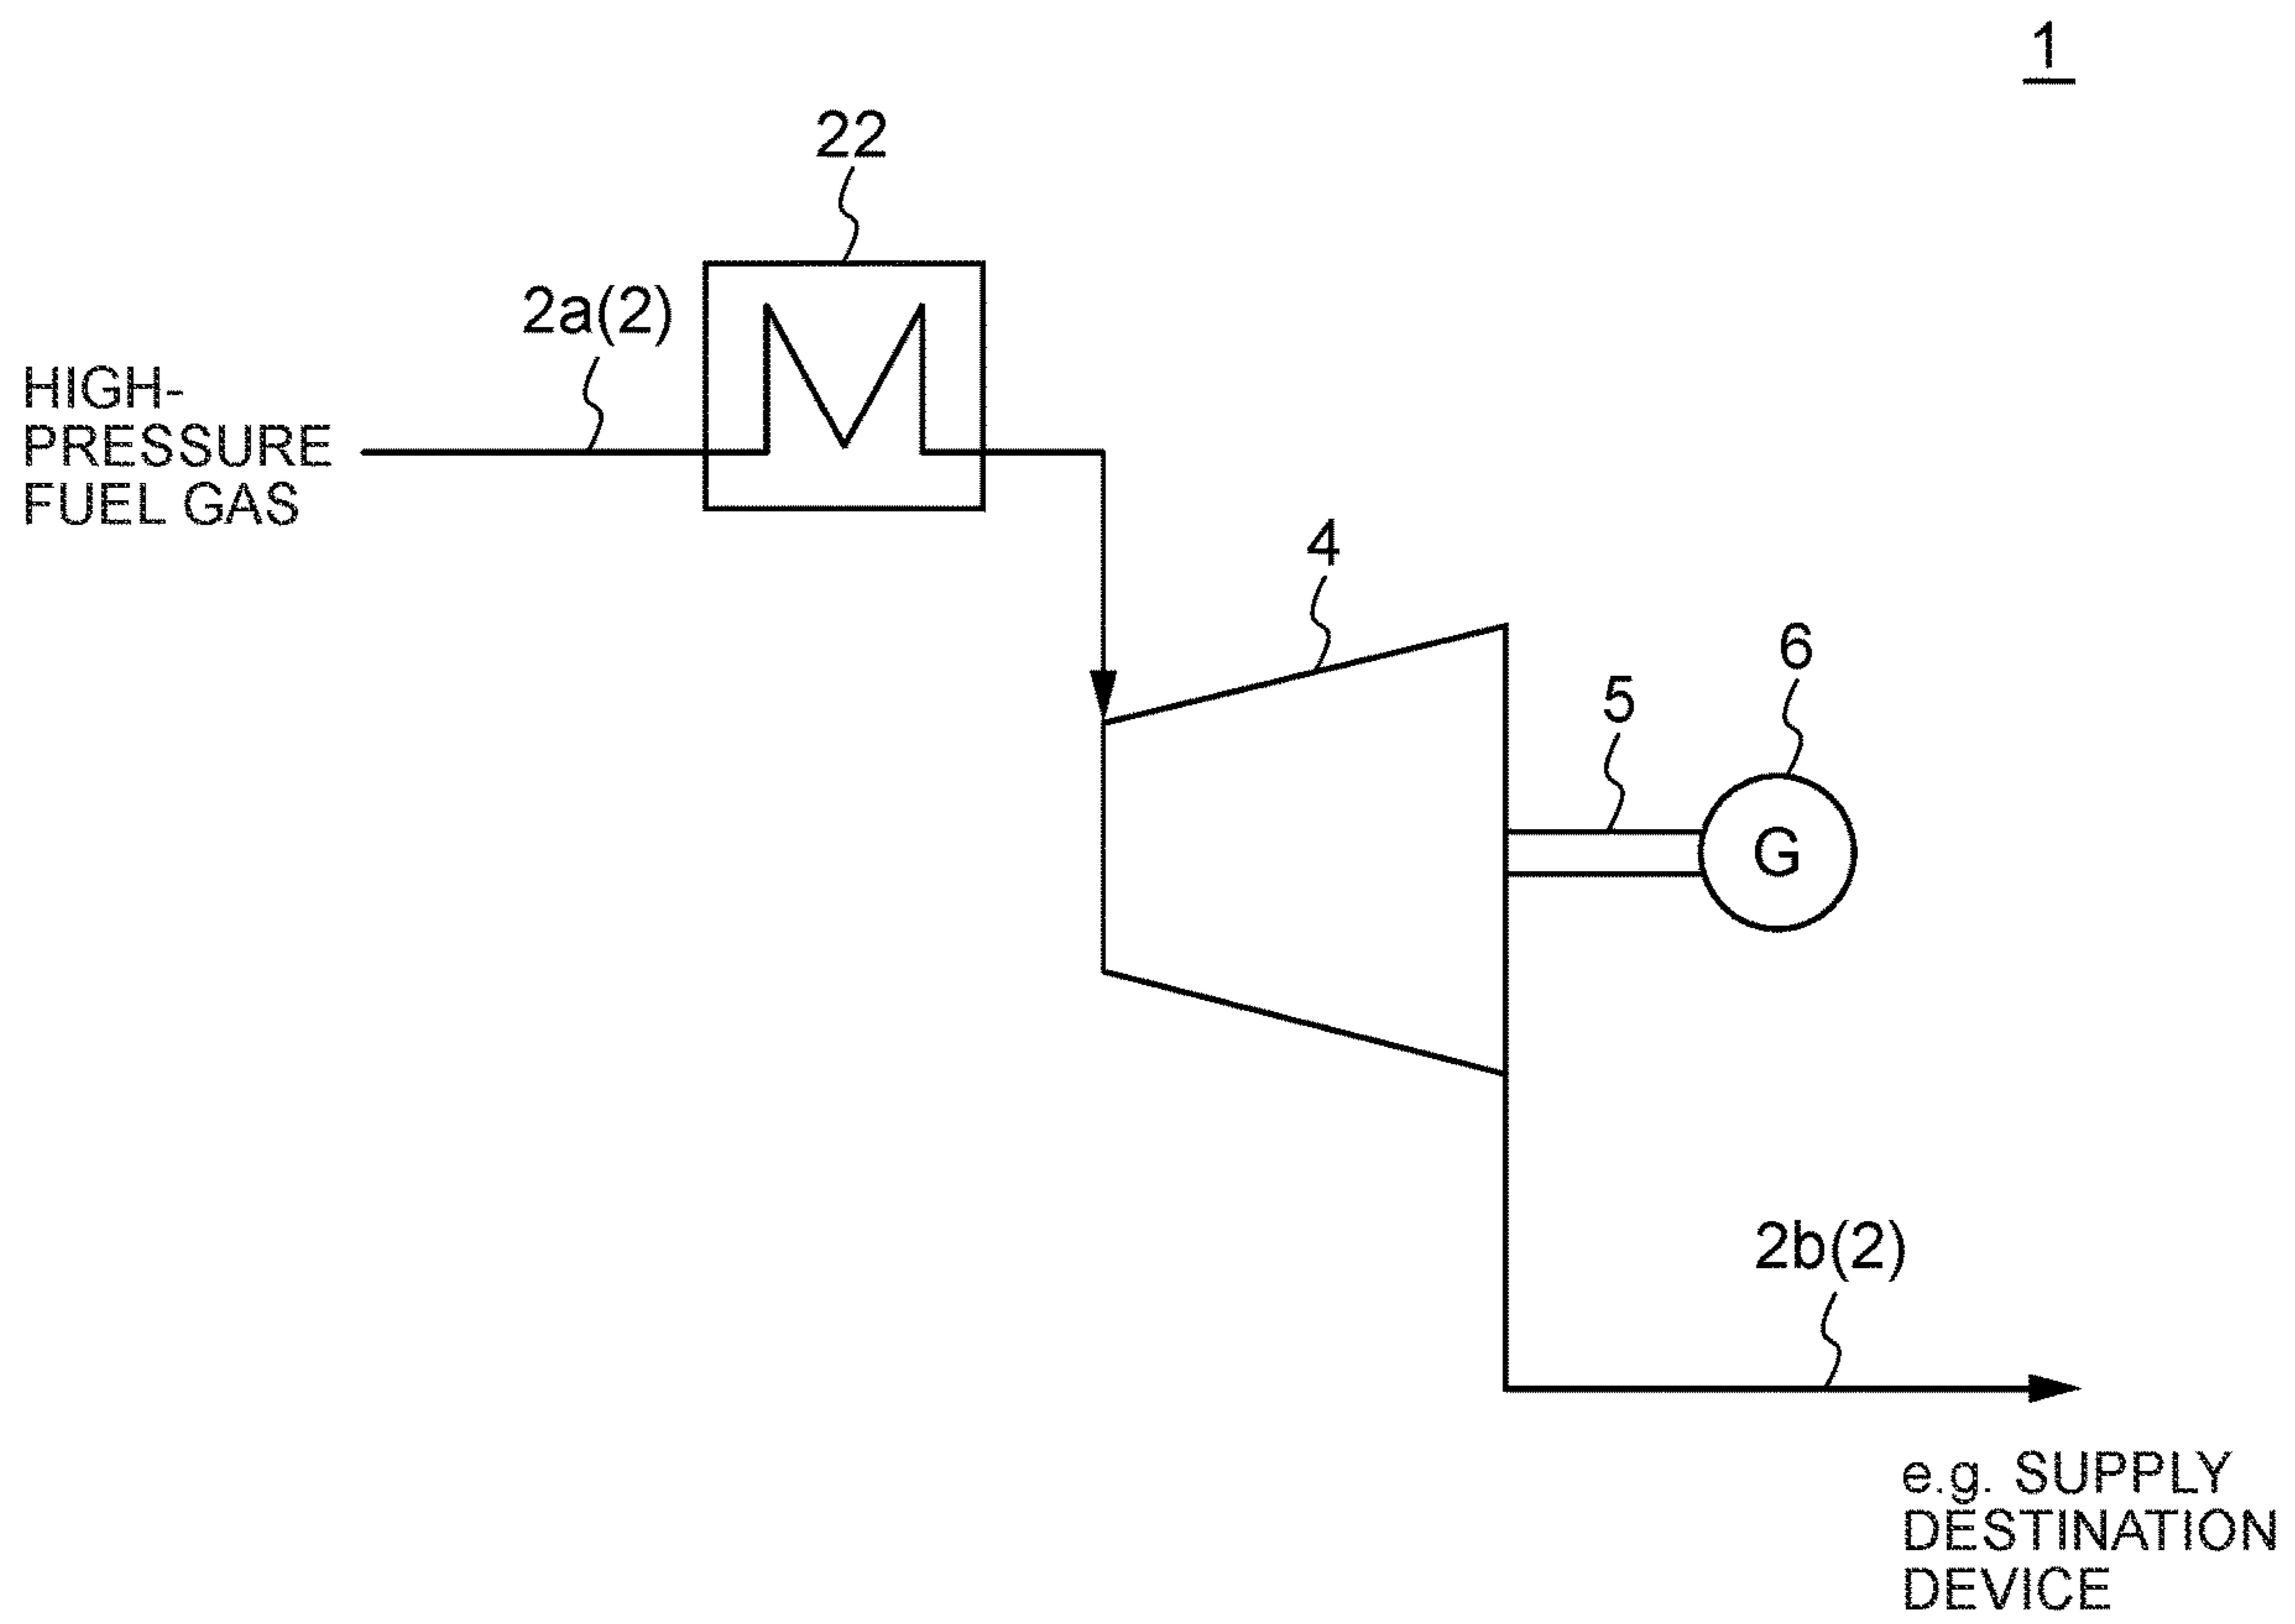 1
22
2a(2)
HIGH-
PRESSURE
FUEL GAS
4
6
5
G
2b(2)
e.g. SUPPLY
DESTINATION
DEVICE